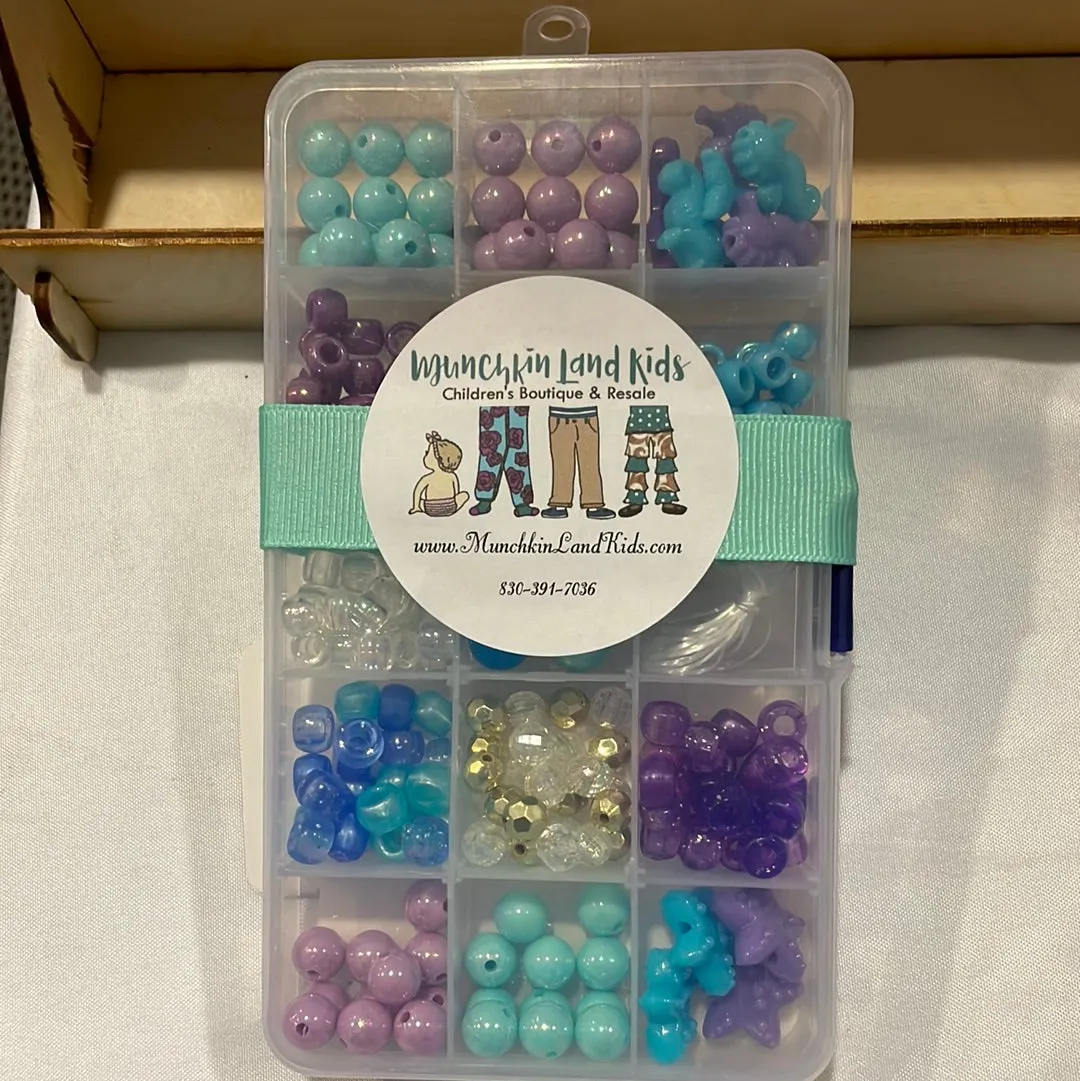 Munchkin Land Kids
Children's Boutique & Resale
www.MunchkinLandKids.com
830-391-7036